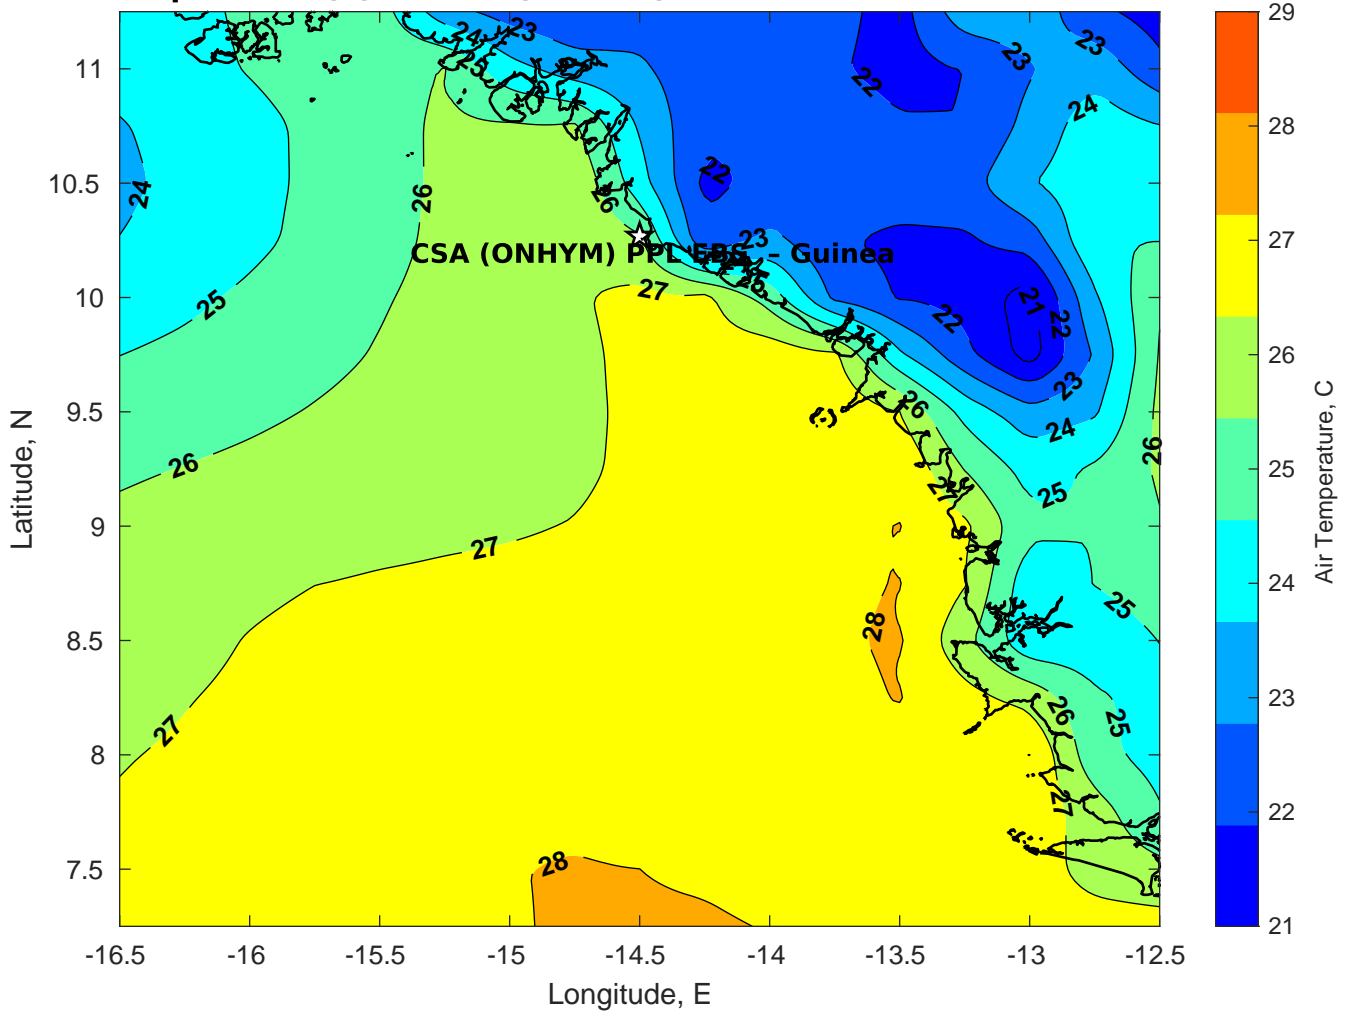 24 23 23 23 29
25
11 22 24 28
22
10.5 24 26 26
23
CSA (ONHYM) PPL EBS – Guinea 27
10 25 27 21 22 22
26
23
9.5 26 24 26
26 25 25
27
9 27
24
28 25
8.5
26 25 23
27
8
27 22
7.5 28
21
-16.5 -16 -15.5 -15 -14.5 -14 -13.5 -13 -12.5
Longitude, E
Latitude, N
Air Temperature, C